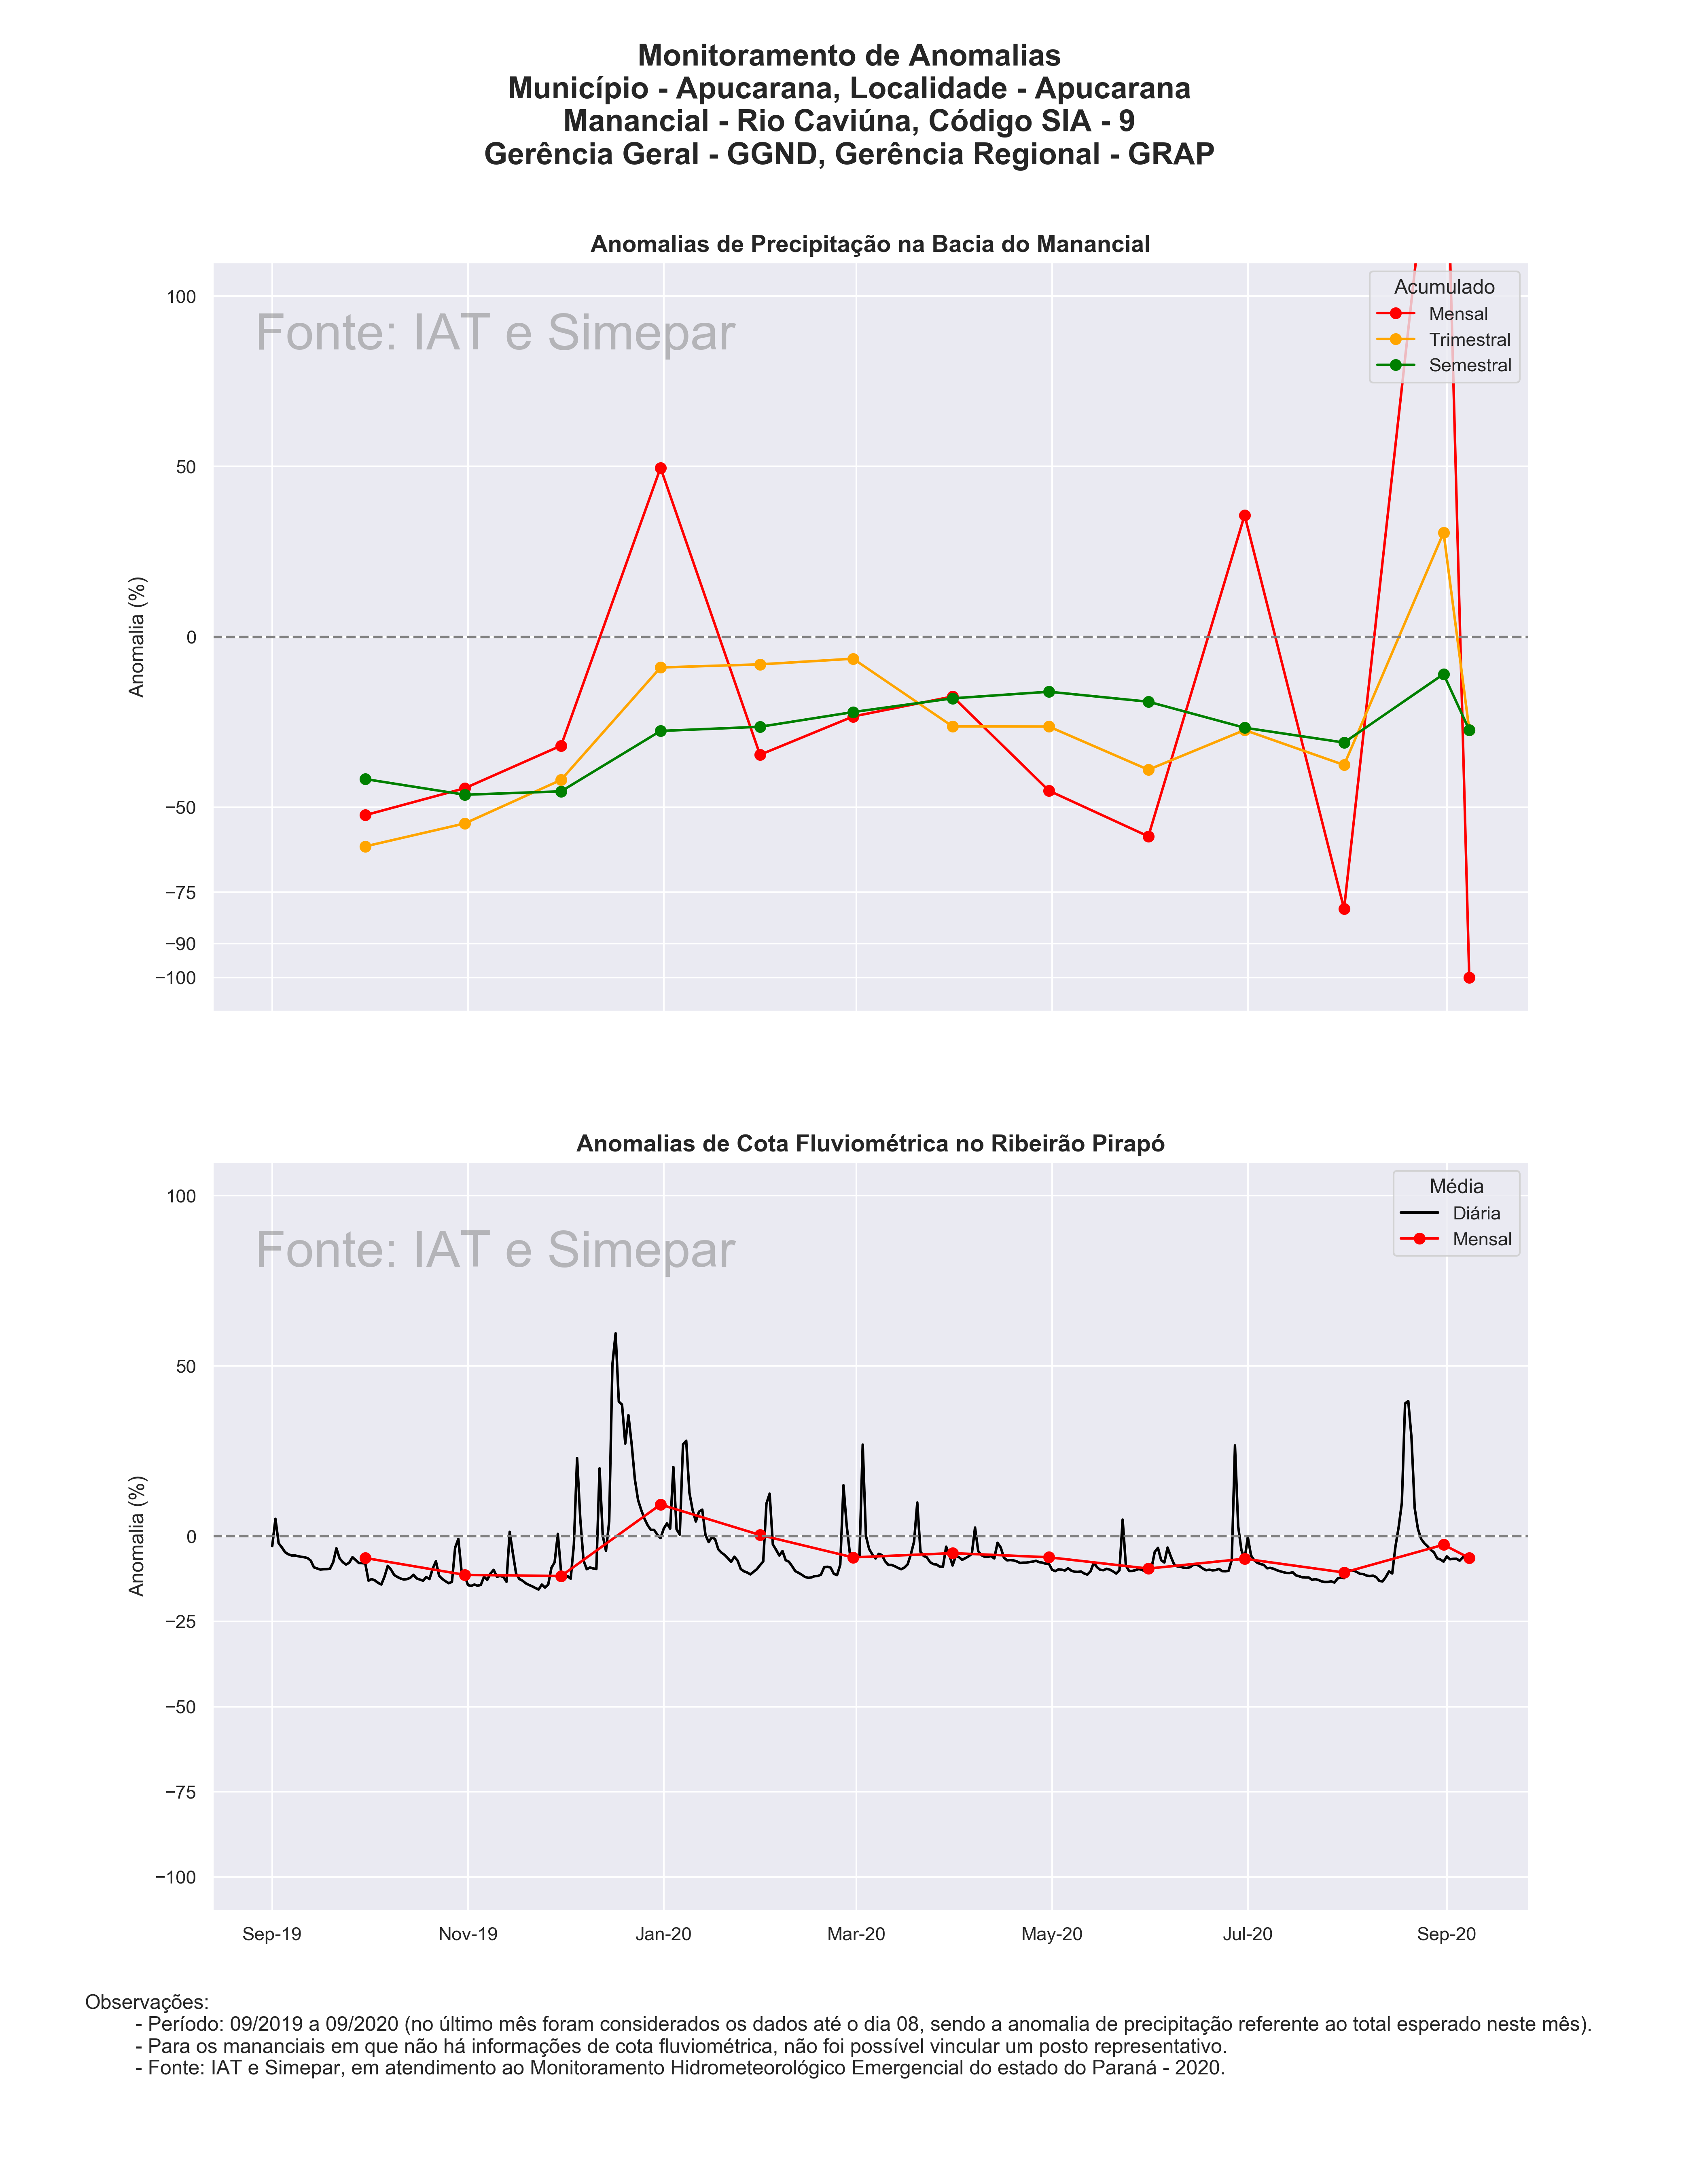 Monitoramento de Anomalias
Município - Apucarana, Localidade - Apucarana
Manancial - Rio Caviúna, Código SIA - 9
Gerência Geral - GGND, Gerência Regional - GRAP
Anomalias de Precipitação na Bacia do Manancial
Fonte: IAT e Simepar
Acumulado
Mensal
Trimestral
Semestral
Anomalia (%)
100
50
0
−50
−75
−90
−100
Anomalias de Cota Fluviométrica no Ribeirão Pirapó
Fonte: IAT e Simepar
Média
Diária
Mensal
Anomalia (%)
100
50
0
−25
−50
−75
−100
Sep-19 Nov-19 Jan-20 Mar-20 May-20 Jul-20 Sep-20
Observações:
- Período: 09/2019 a 09/2020 (no último mês foram considerados os dados até o dia 08, sendo a anomalia de precipitação referente ao total esperado neste mês).
- Para os mananciais em que não há informações de cota fluviométrica, não foi possível vincular um posto representativo.
- Fonte: IAT e Simepar, em atendimento ao Monitoramento Hidrometeorológico Emergencial do estado do Paraná - 2020.